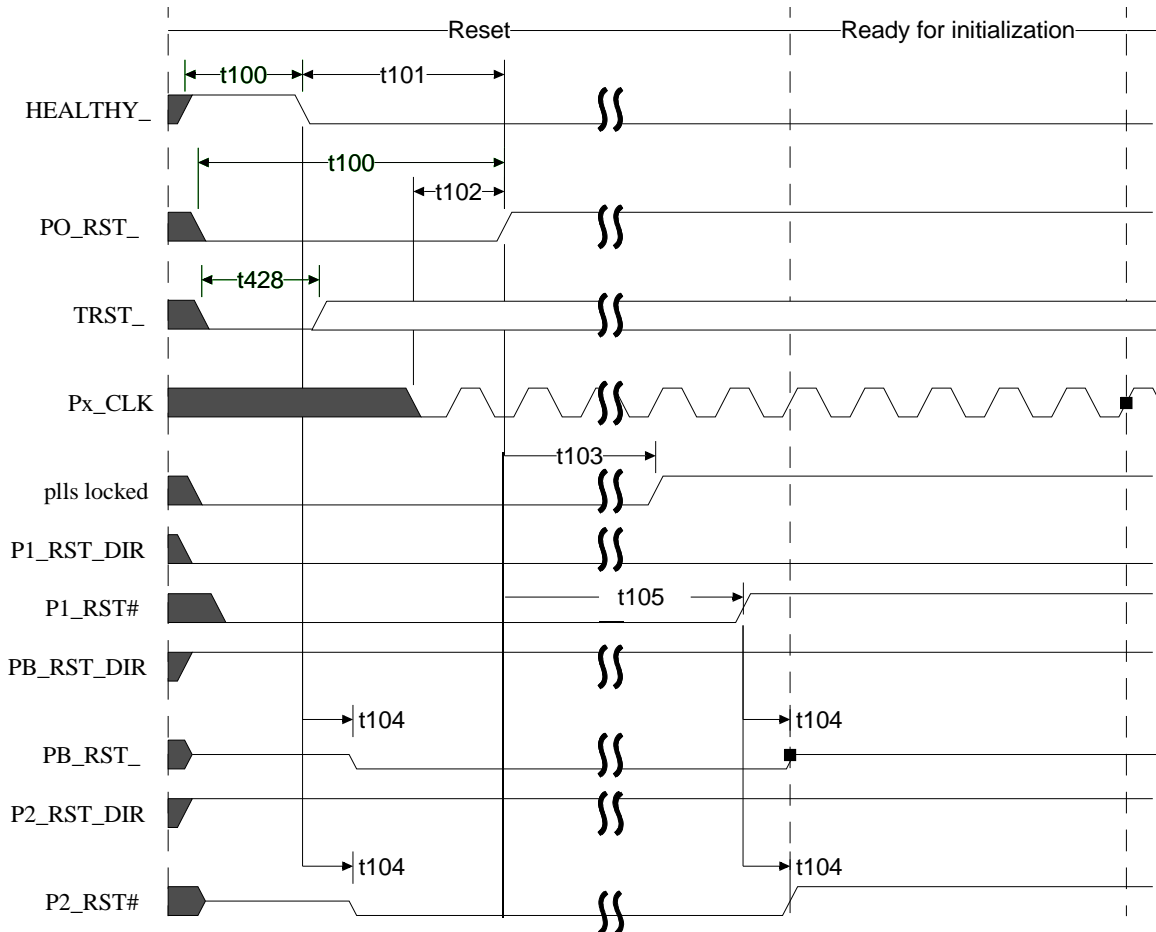 Reset
Ready for initialization
t100
t101
HEALTHY_
t100
t102
PO_RST_
t428
TRST_
Px_CLK
t103
plls locked
P1_RST_DIR
t105
P1_RST#
PB_RST_DIR
t104
t104
PB_RST_
P2_RST_DIR
t104
t104
P2_RST#